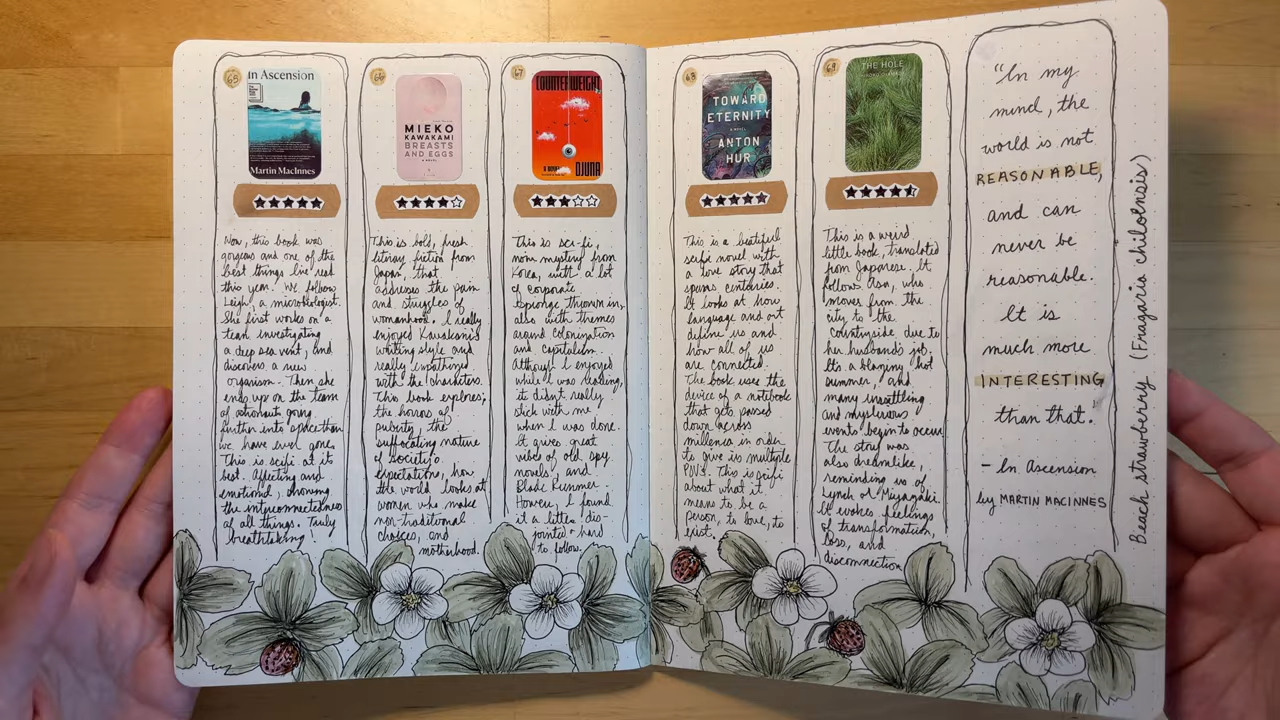 65
In Ascension
Martin MacInnes
Now, this book was
gorgeous and one of the
best things I've read
this year. We follow
Leigh, a microbiologist.
She first works on a
team investigating
a deep sea vent, and
discovers a new
organism. Then she
ends up on the team
of astronauts going
further into space than
we have ever gone.
This is scifi at its
best. Affecting and
emotional, showing
the interconnectedness
of all things. Truly
breathtaking!
66
MIEKO
KAWAKAMI
BREASTS
AND EGGS
A NOVEL
This is bold, fresh
literary fiction from
Japan, that
addresses the pain
and struggles of
womanhood. I really
enjoyed Kawakami's
writing style and
really empathized
with the characters.
This book explores;
the horrors of
puberty, the
suffocating nature
of society's
expectation, how
the world looks at
women who make
non-traditional
choices, and
motherhood.
67
COUNTERWEIGHT
A NOVEL
DJUNA
This is sci-fi,
noir mystery from
Korea, with a lot
of corporate
espionge thrown in,
also with themes
around colonization
and capitalism.
Although I enjoyed
while I was reading,
it didn't really
stick with me
when I was done.
It gives great
vibes of old spy
novels and
Blade Runner.
However, I found
it a little dis-
jointed + hard
to follow.
68
TOWARD
ETERNITY
A NOVEL
ANTON
HUR
This is a beatiful
scifi novel with
a love story that
spans centuries.
It looks at how
language and art
define us and
how all of us
are connected.
The book uses the
device of a notebook
that gets passed
down across
millenia in order
to give is multiple
POVs. This is scifi
about what it
means to be a
person, to love, to
exist.
69
THE HOLE
This is a weird
little book, translated
from Japanese. It
follows Asa, who
moves from the
city to the
countryside due to
her husband's job.
It's a blazing hot
summer, and
many unsettling
and mysterious
events begin to occur.
The story was
also dreamlike,
reminding us of
Lynch or Miyazaki.
It evokes feelings
of transformation,
loss, and
disconnection.
"In my
mind, the
world is not
REASONABLE,
and can
never be
reasonable.
It is
much more
INTERESTING
than that.
- In Ascension
by MARTIN MACINNES
Beach strawberry (Fragaria chiloensis)